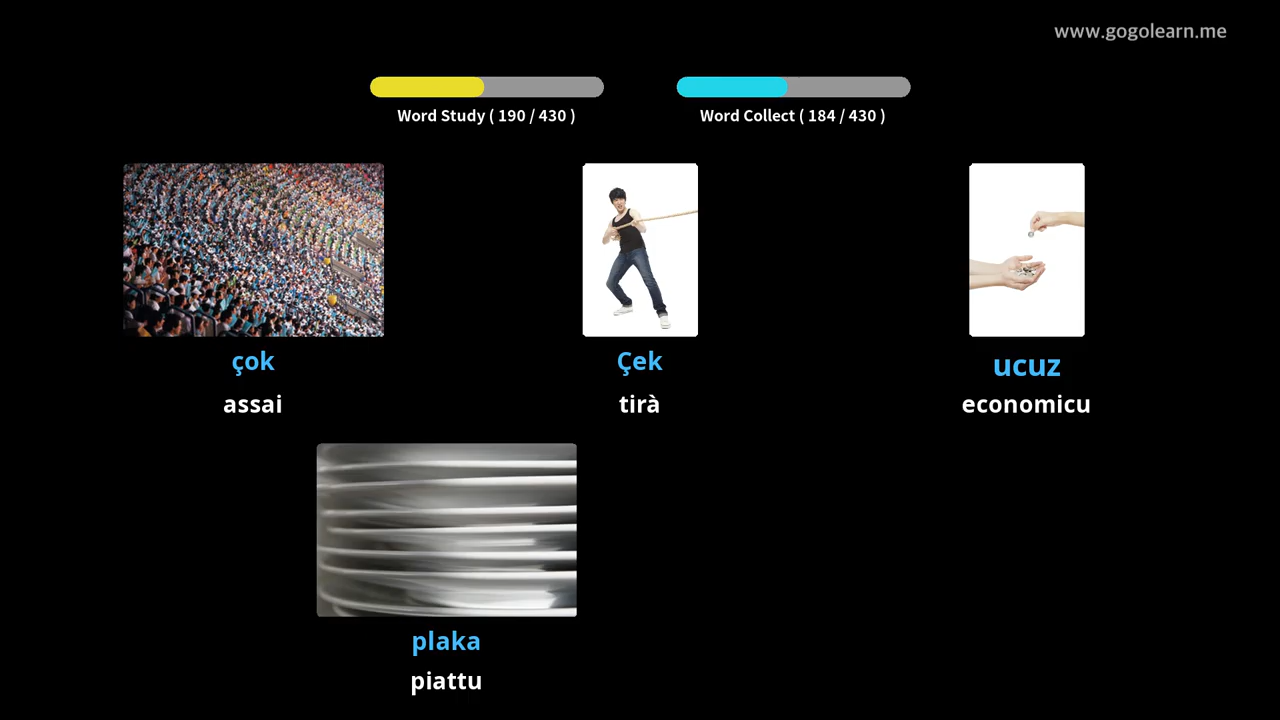 www.gogolearn.me
Word Study ( 190 / 430 )
Word Collect ( 184 / 430 )
çok
assai
Çek
tirà
ucuz
economicu
plaka
piattu